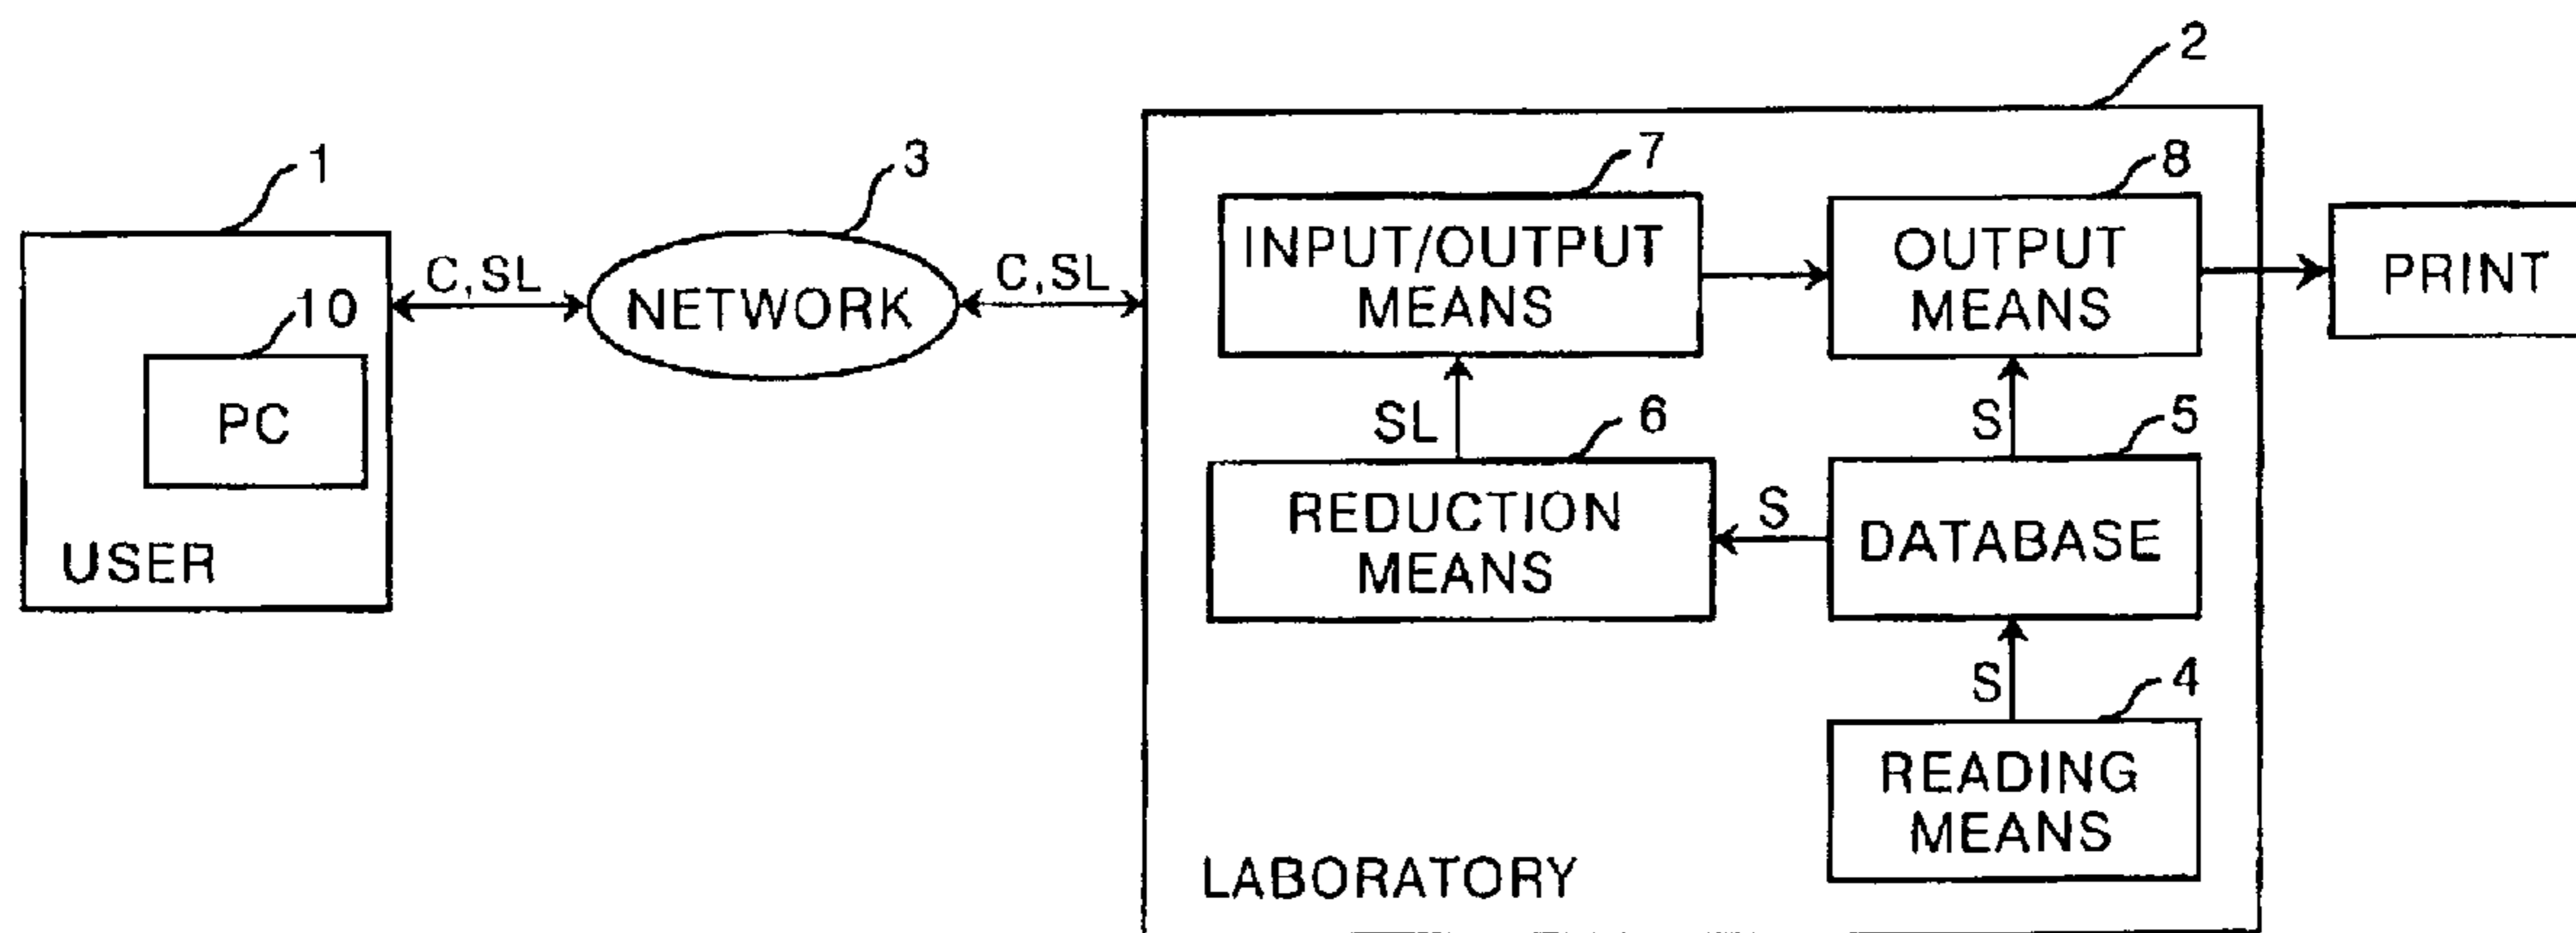 2
1
3
7
8
C,SL
C,SL
INPUT/OUTPUT
MEANS
OUTPUT
MEANS
PRINT
10
NETWORK
PC
SL
6
S
5
USER
REDUCTION
MEANS
S
DATABASE
S
4
READING
MEANS
LABORATORY